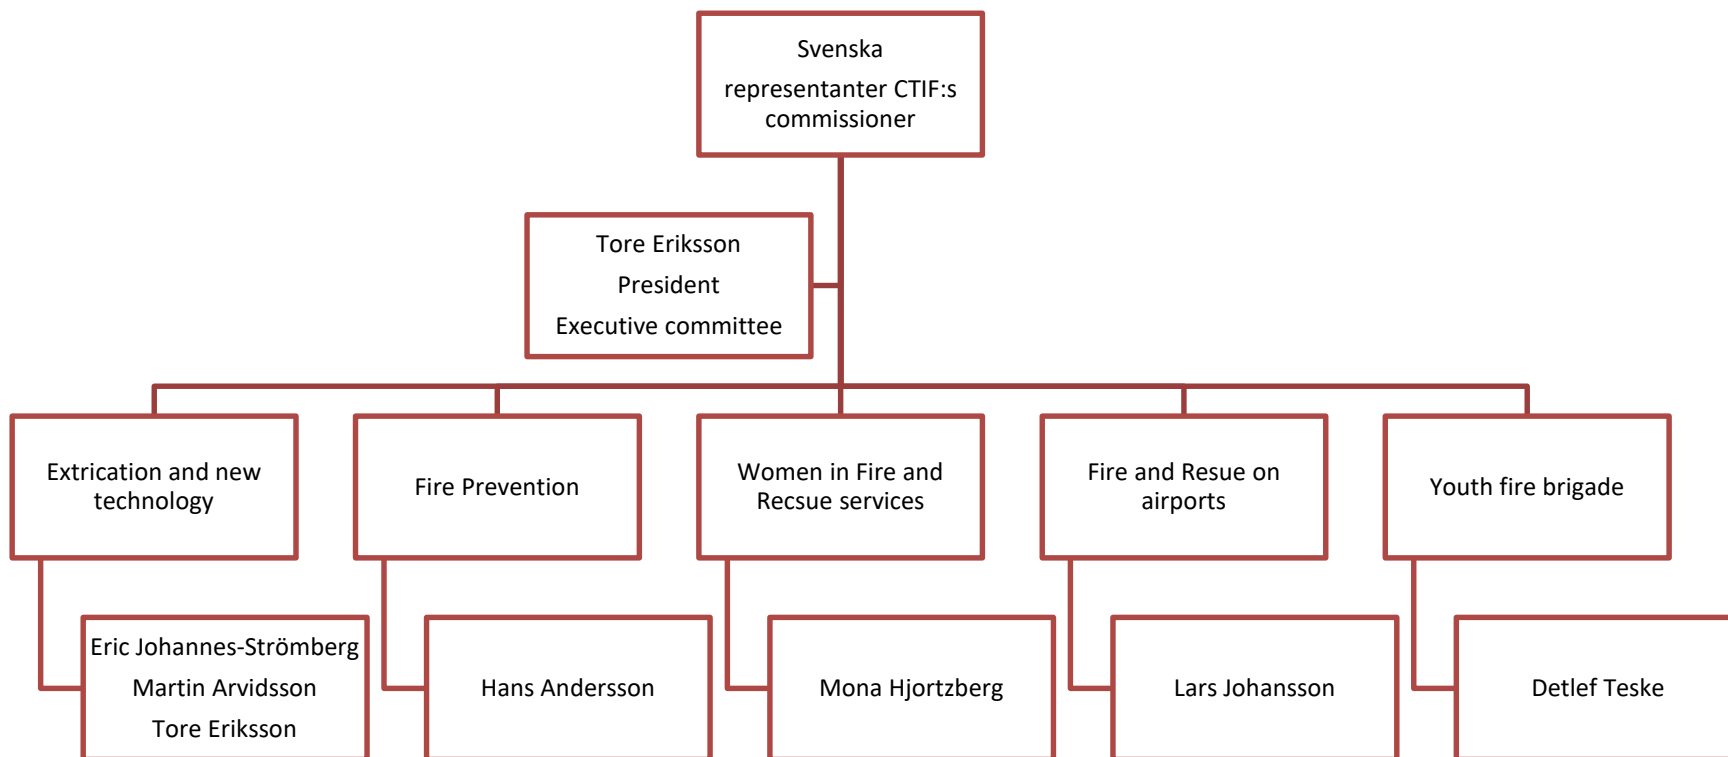 Svenska
representanter CTIF:s
commissioner
Tore Eriksson
President
Executive committee
Extrication and new
technology
Fire Prevention
Women in Fire and
Recsue services
Fire and Resue on
airports
Youth fire brigade
Eric Johannes-Strömberg
Martin Arvidsson
Tore Eriksson
Hans Andersson
Mona Hjortzberg
Lars Johansson
Detlef Teske